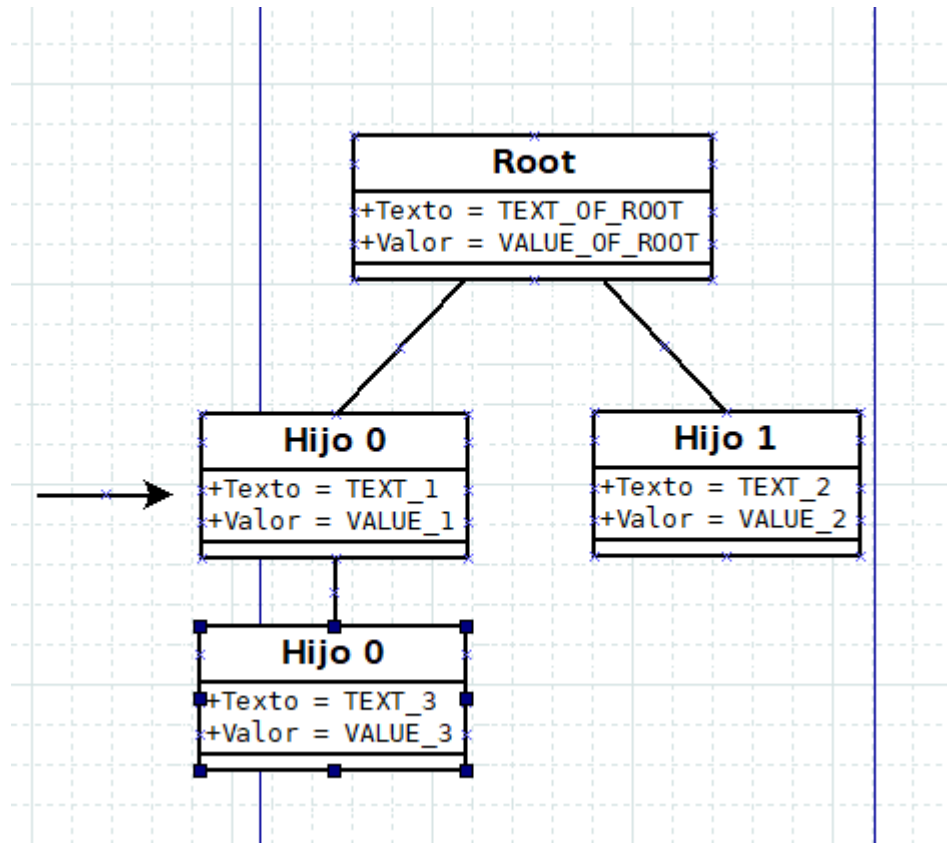 Root
+Texto = TEXT_OF_ROOT
+Valor = VALUE_OF_ROOT
Hijo 0
+Texto = TEXT_1
+Valor = VALUE_1
Hijo 1
+Texto = TEXT_2
+Valor = VALUE_2
Hijo 0
+Texto = TEXT_3
+Valor = VALUE_3